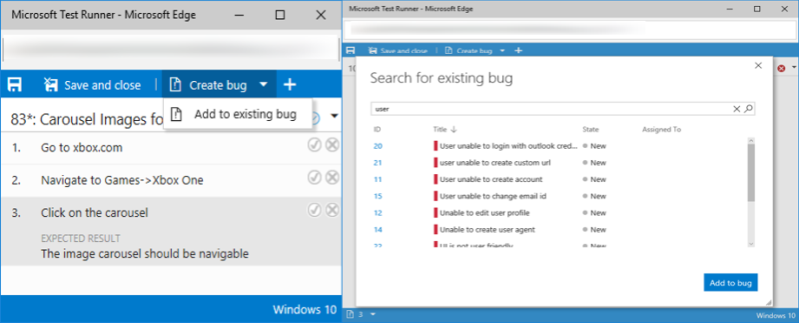 Microsoft Test Runner - Microsoft Edge
Save and close | Create bug
Add to existing bug
83*: Carousel Images fo
1. Go to xbox.com
2. Navigate to Games->Xbox One
3. Click on the carousel
EXPECTED RESULT
The image carousel should be navigable
Windows 10
Microsoft Test Runner - Microsoft Edge
Save and close | Create bug
10
Search for existing bug
user
ID Title State Assigned To
20 User unable to login with outlook cred... New
21 user unable to create custom url New
11 User unable to create account New
15 User unable to change email id New
12 Unable to edit user profile New
14 Unable to create user agent New
22 UI is not user friendly New
Add to bug
3
Windows 10